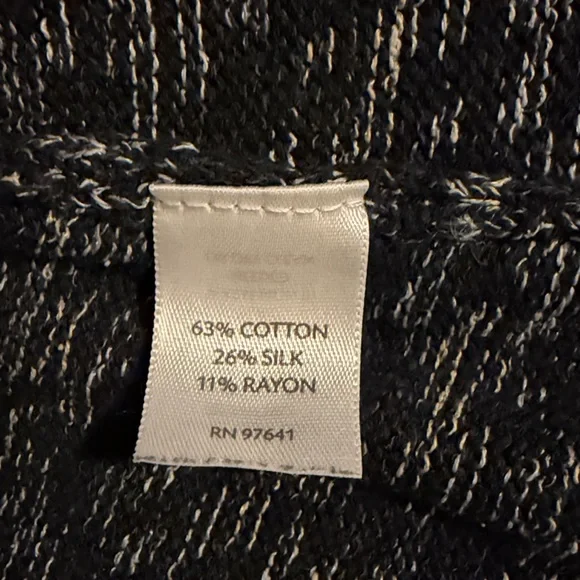 63% COTTON
26% SILK
11% RAYON
RN 97641